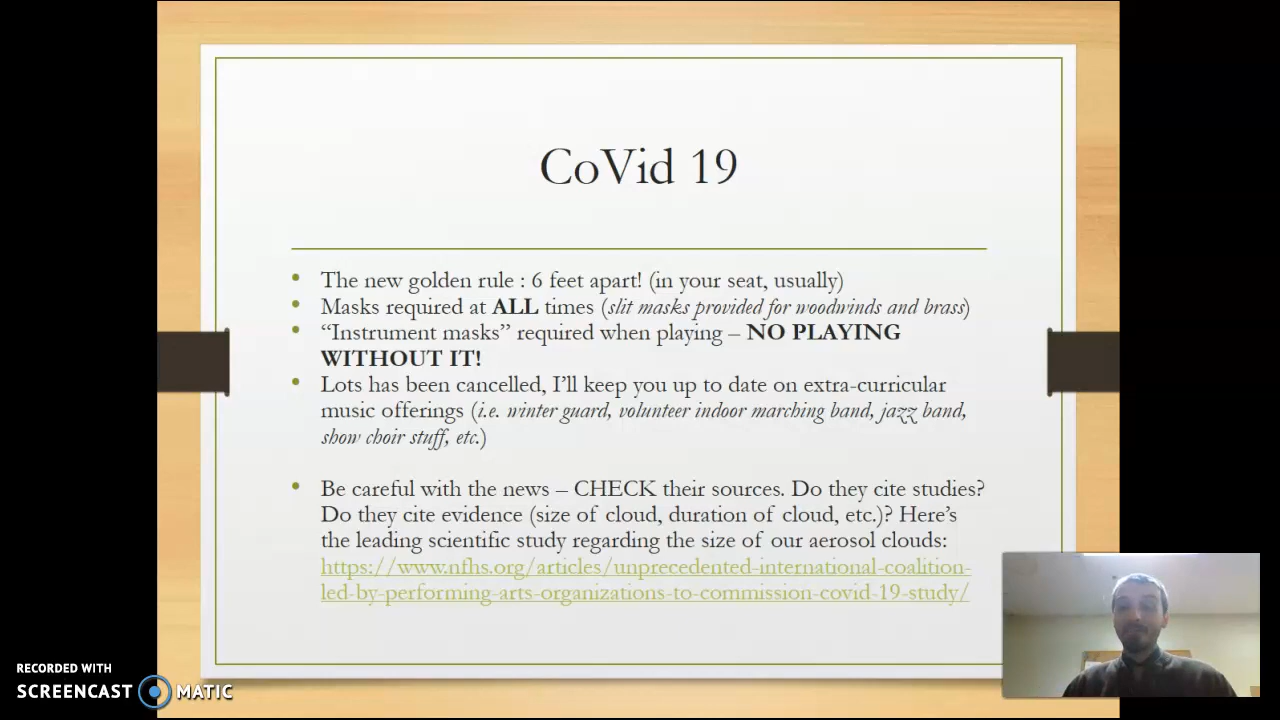 CoVid 19
• The new golden rule : 6 feet apart! (in your seat, usually)
• Masks required at ALL times (slit masks provided for woodwinds and brass)
• “Instrument masks” required when playing – NO PLAYING
WITHOUT IT!
• Lots has been cancelled, I’ll keep you up to date on extra-curricular
music offerings (i.e. winter guard, volunteer indoor marching band, jazz band,
show choir stuff, etc.)
• Be careful with the news – CHECK their sources. Do they cite studies?
Do they cite evidence (size of cloud, duration of cloud, etc.)? Here’s
the leading scientific study regarding the size of our aerosol clouds:
https://www.nfhs.org/articles/unprecedented-international-coalition-
led-by-performing-arts-organizations-to-commission-covid-19-study/
RECORDED WITH
SCREENCAST MATIC